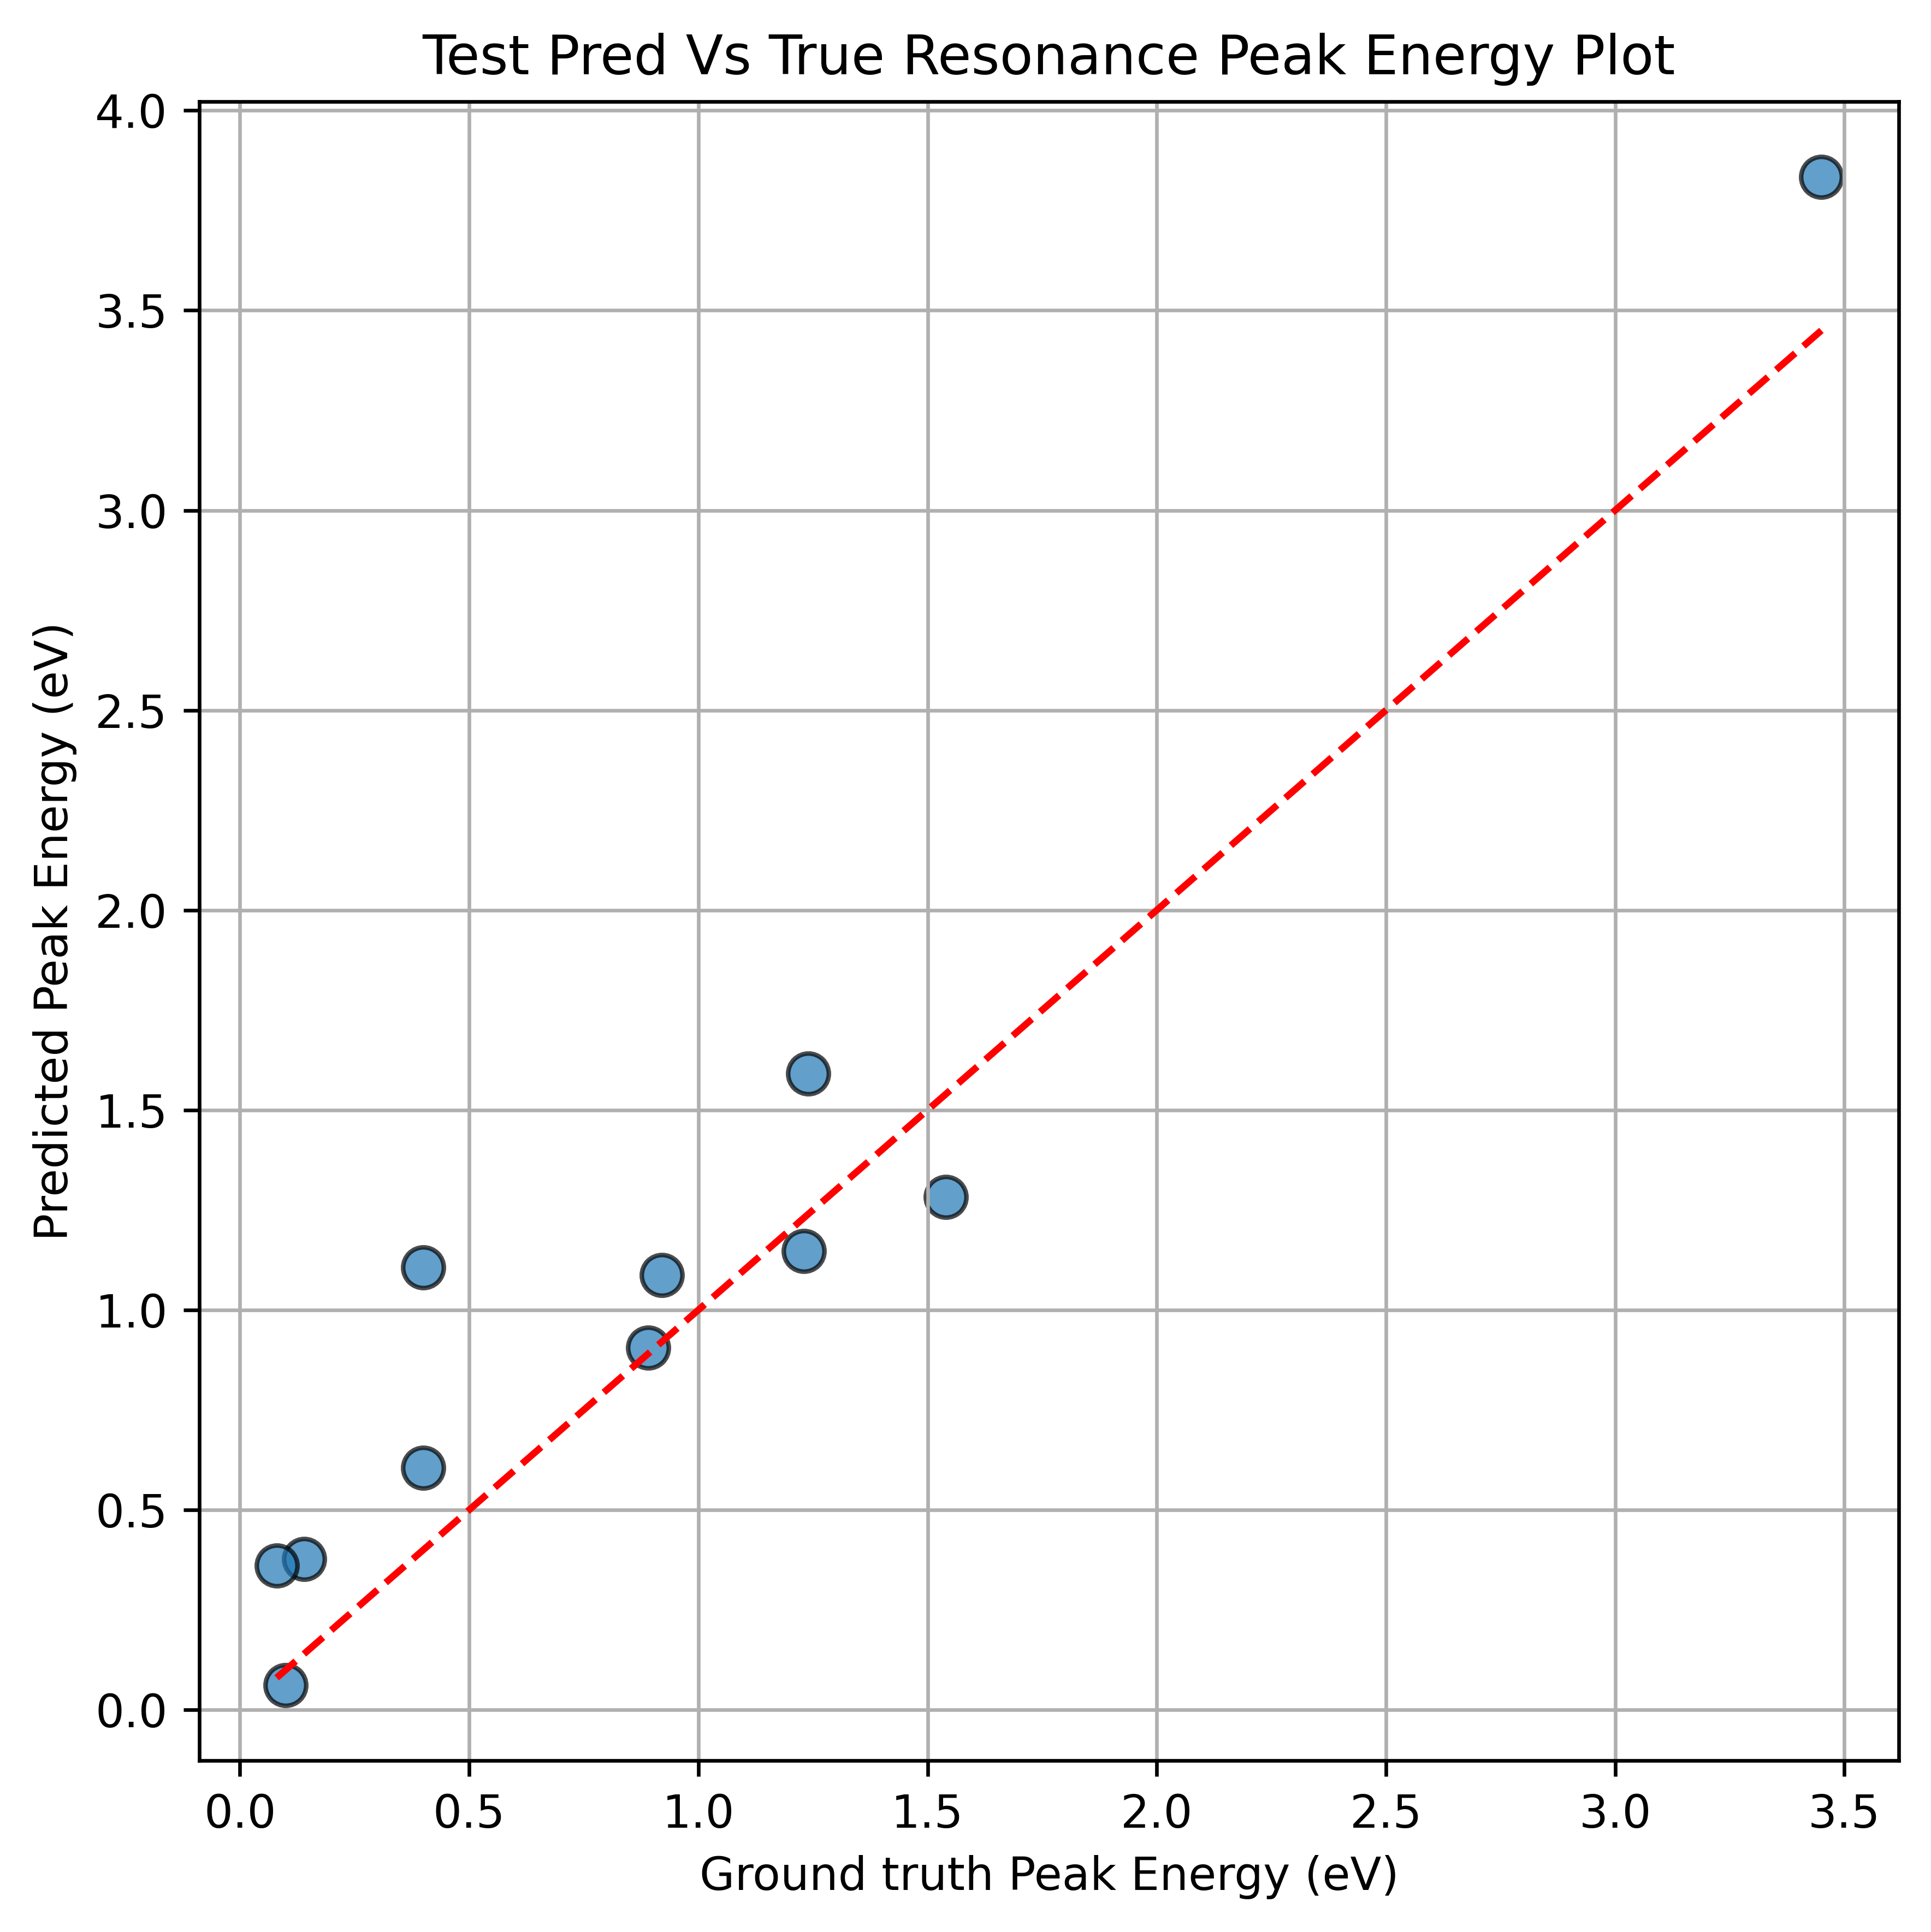 Test Pred Vs True Resonance Peak Energy Plot
4.0
3.5
3.0
2.5
2.0
1.5
1.0
0.5
0.0
Predicted Peak Energy (eV)
0.0 0.5 1.0 1.5 2.0 2.5 3.0 3.5
Ground truth Peak Energy (eV)